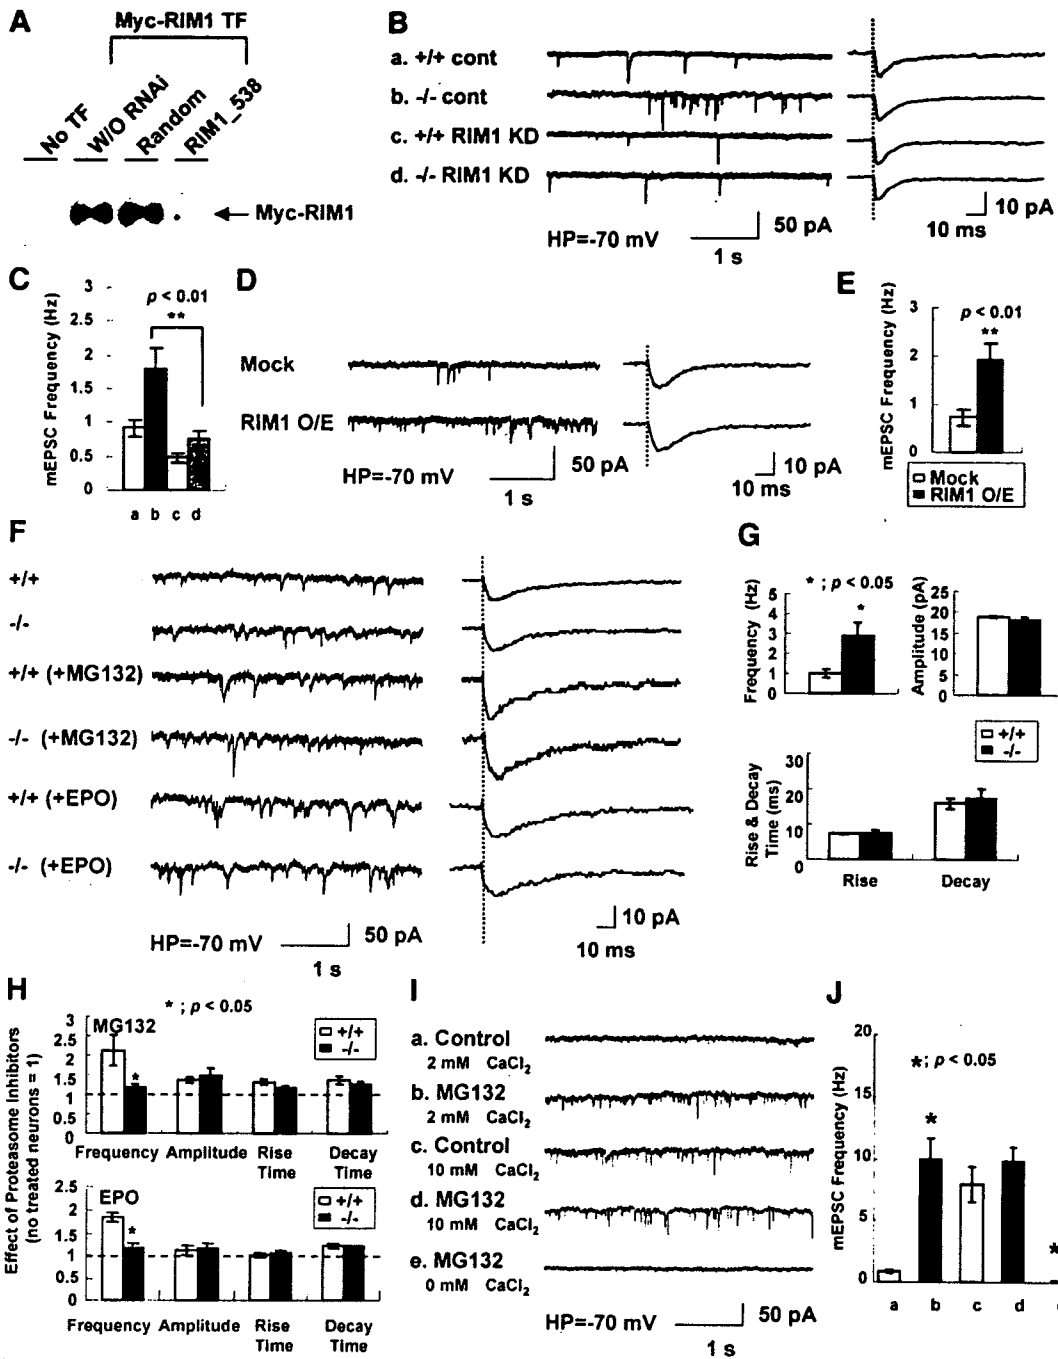 A
Myc-RIM1 TF
No TF
W/O RNAi
Random
RIM1_538
Myc-RIM1
B
a. +/+ cont
b. -/- cont
c. +/+ RIM1 KD
d. -/- RIM1 KD
HP=-70 mV
50 pA
1 s
10 pA
10 ms
C
mEPSC Frequency (Hz)
3
2
1.5
1
0.5
0
p < 0.01
**
a b c d
D
Mock
RIM1 O/E
HP=-70 mV
50 pA
1 s
10 pA
10 ms
E
mEPSC Frequency (Hz)
3
2
1
0
p < 0.01
**
Mock
RIM1 O/E
F
+/+
-/-
+/+ (+MG132)
-/- (+MG132)
+/+ (+EPO)
-/- (+EPO)
HP=-70 mV
50 pA
1 s
10 pA
10 ms
G
* ; p < 0.05
Frequency (Hz)
5
4
3
2
1
0
*
Amplitude (pA)
25
20
15
10
5
0
+/+
-/-
Rise & Decay
Time (ms)
30
20
10
0
Rise
Decay
H
* ; p < 0.05
Effect of Proteasome Inhibitors
(no treated neurons = 1)
MG132
3
2.5
2
1.5
1
0.5
0
*
+/+
-/-
Frequency Amplitude Rise Time Decay Time
EPO
2.5
2
1.5
1
0.5
0
*
+/+
-/-
Frequency Amplitude Rise Time Decay Time
I
a. Control
2 mM CaCl2
b. MG132
2 mM CaCl2
c. Control
10 mM CaCl2
d. MG132
10 mM CaCl2
e. MG132
0 mM CaCl2
HP=-70 mV
50 pA
1 s
J
mEPSC Frequency (Hz)
20
15
10
5
0
*; p < 0.05
*
*
a b c d